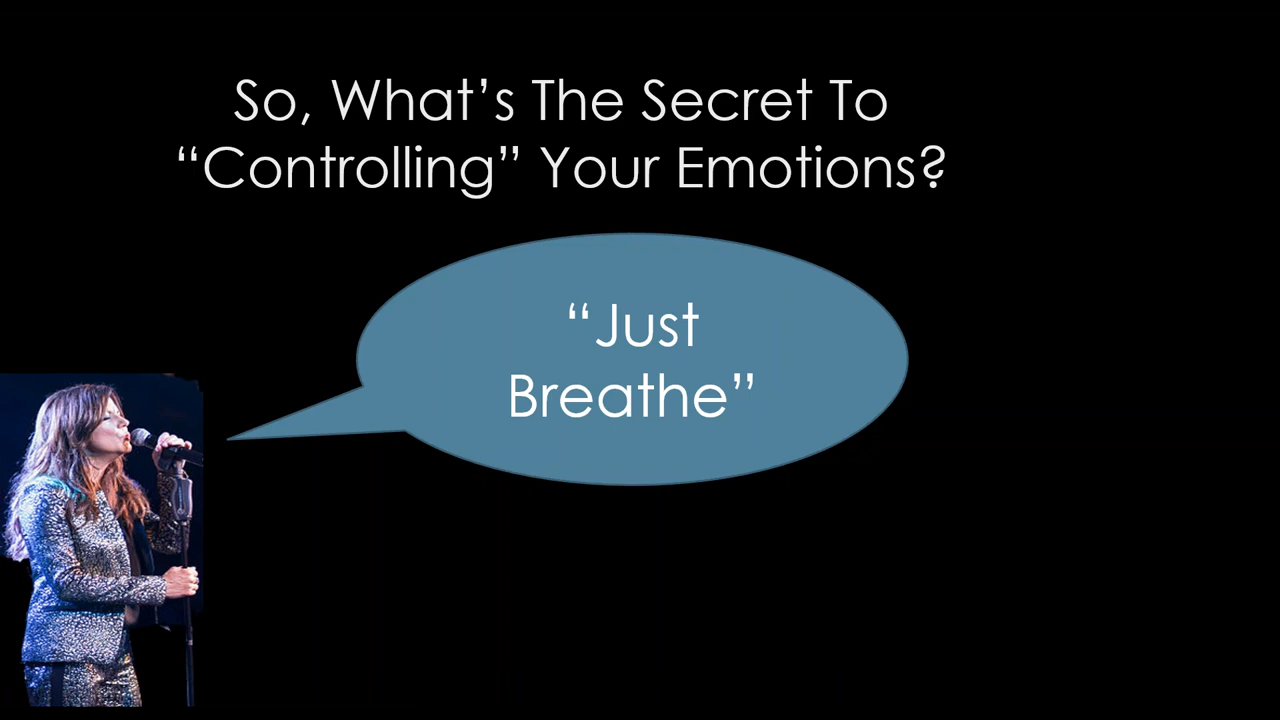 So, What’s The Secret To
“Controlling” Your Emotions?
“Just
Breathe”